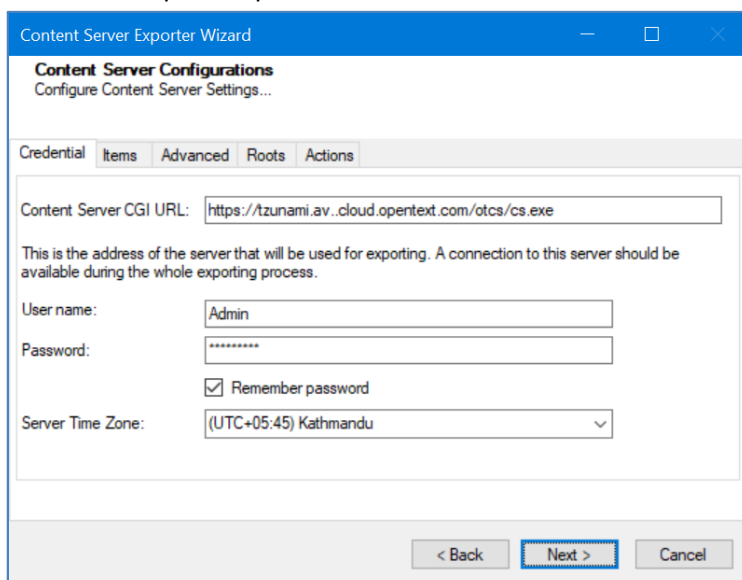 Content Server Exporter Wizard
Content Server Configurations
Configure Content Server Settings...
Credential Items Advanced Roots Actions
Content Server CGI URL: https://tzunami.av..cloud.opentext.com/otcs/cs.exe
This is the address of the server that will be used for exporting. A connection to this server should be
available during the whole exporting process.
User name: Admin
Password: *********
Remember password
Server Time Zone: (UTC+05:45) Kathmandu
< Back Next > Cancel